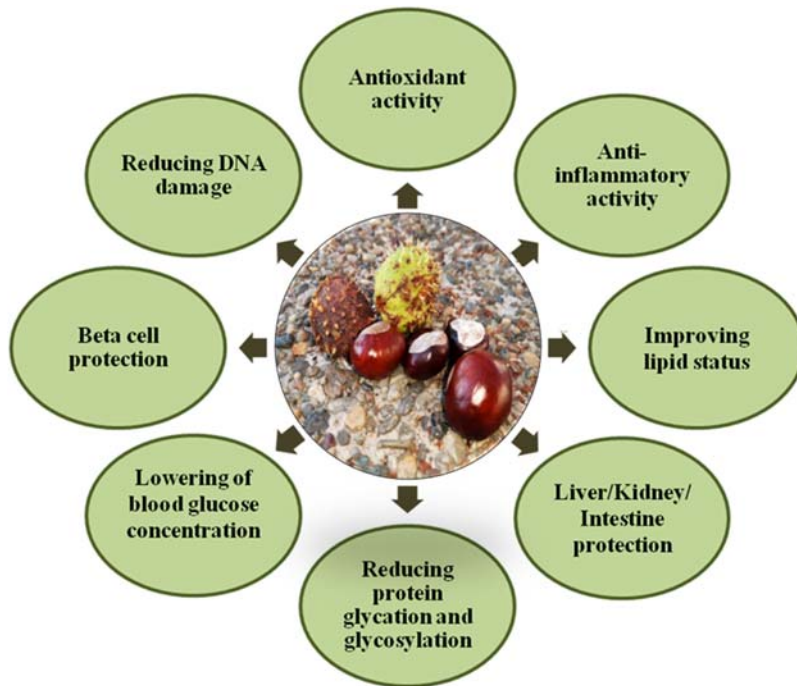 Antioxidant
activity
Anti-
inflammatory
activity
Improving
lipid status
Liver/Kidney/
Intestine
protection
Reducing
protein
glycation and
glycosylation
Lowering of
blood glucose
concentration
Beta cell
protection
Reducing DNA
damage